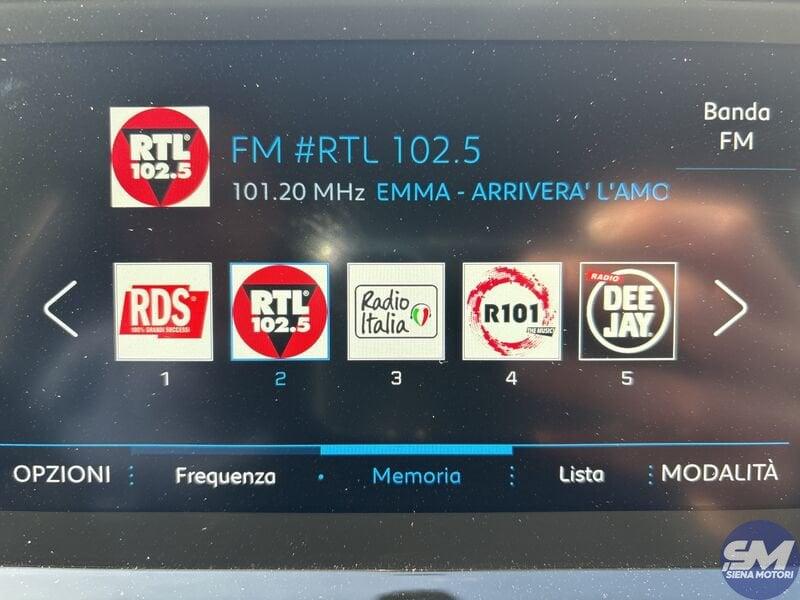 Banda
FM
RTL
102.5
FM #RTL 102.5
101.20 MHz EMMA - ARRIVERA' L'AMO
RDS®
100% GRANDI SUCCESSI
RTL
102.5
Radio
Italia
R101
THE MUSIC
RADIO
DEE
JAY
1 2 3 4 5
OPZIONI Frequenza Memoria Lista MODALITÀ
SM
SIENA MOTORI